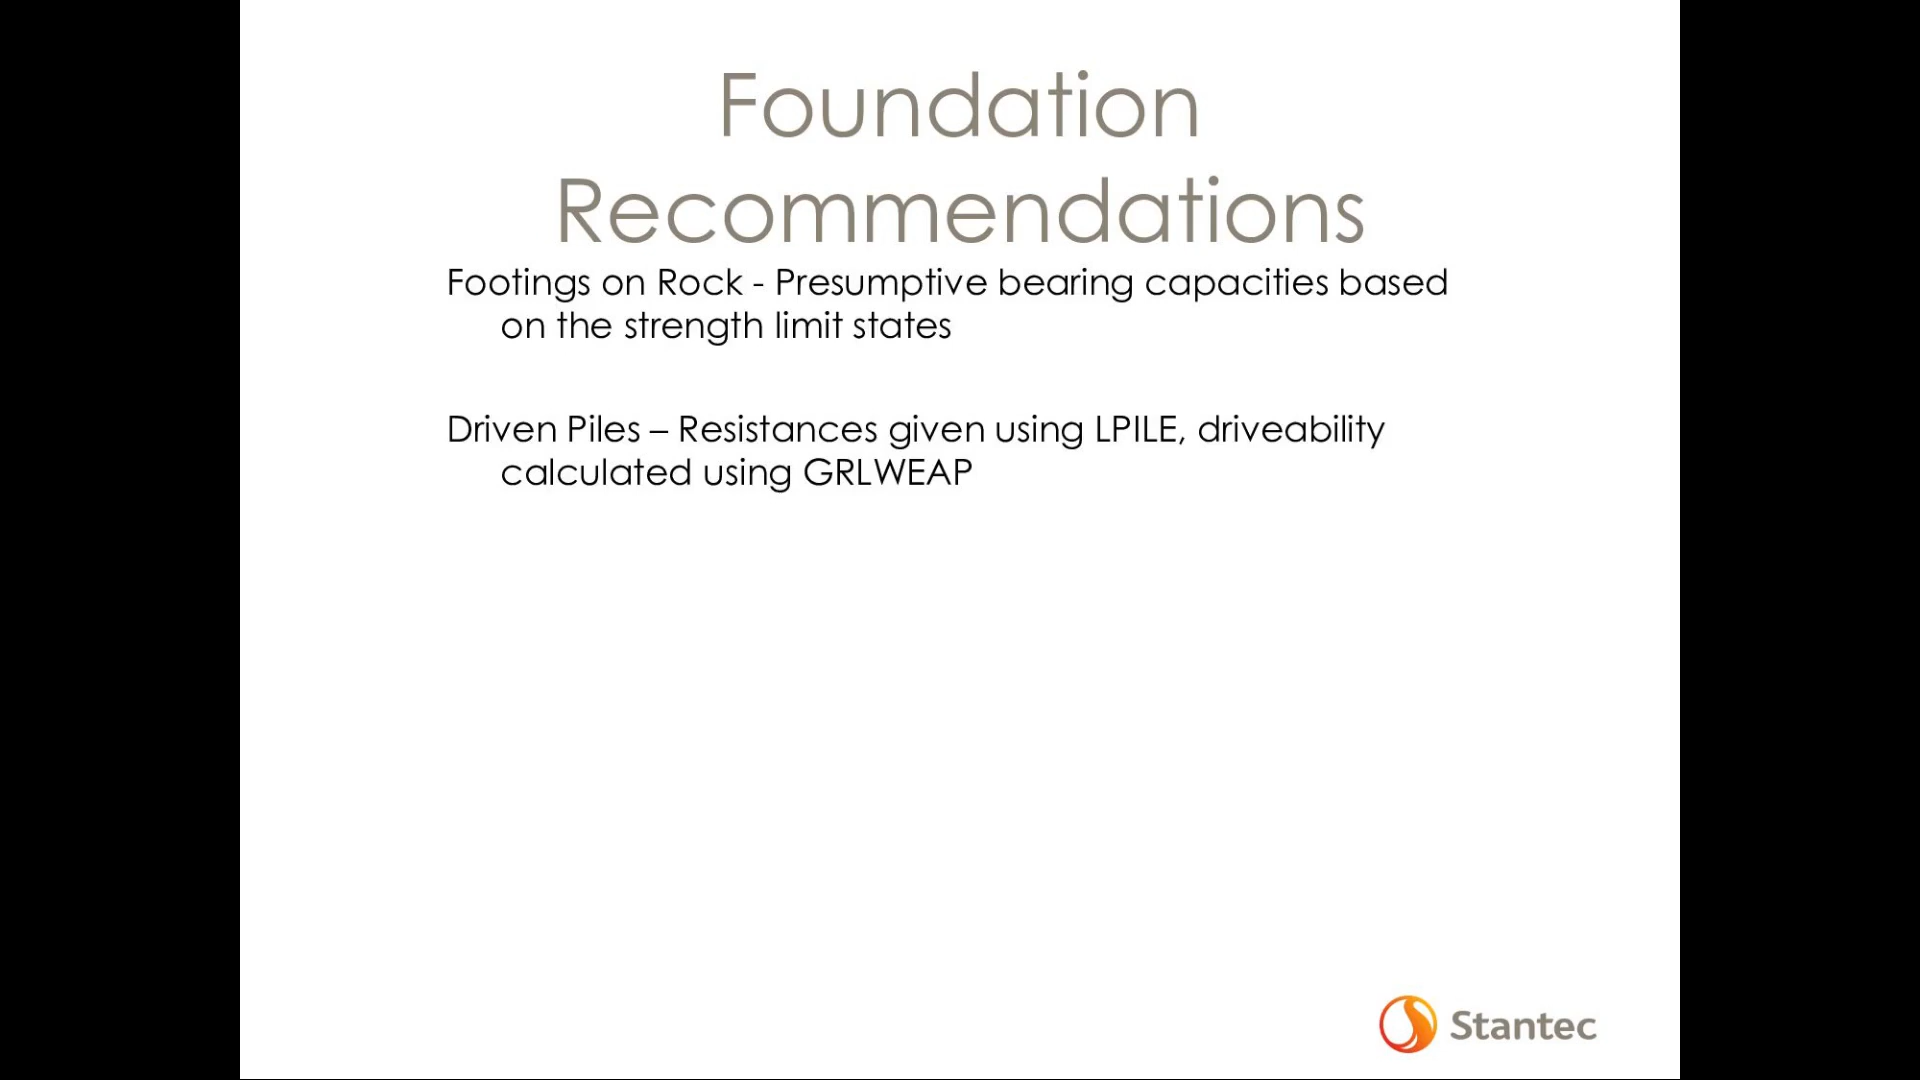 Foundation
Recommendations
Footings on Rock - Presumptive bearing capacities based
on the strength limit states
Driven Piles – Resistances given using LPILE, driveability
calculated using GRLWEAP
Stantec